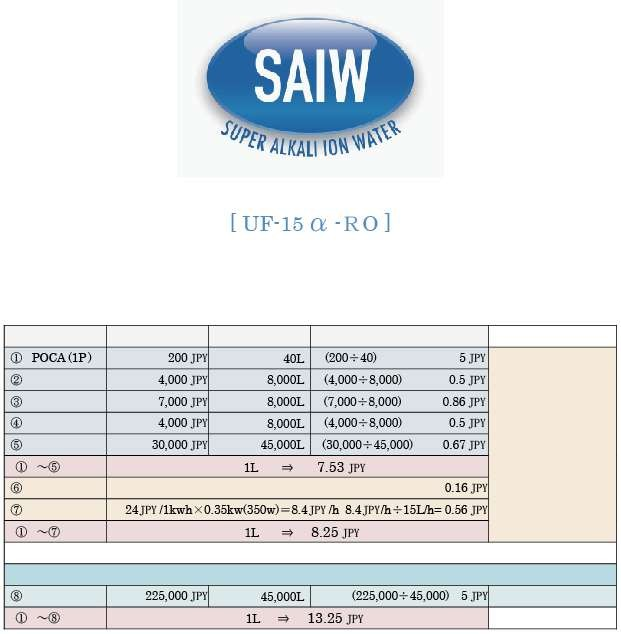 SAIW
SUPER ALKALI ION WATER
[ UF-15 α -RO ]
① POCA (1P) 200 JPY 40L (200÷40) 5 JPY
② 4,000 JPY 8,000L (4,000÷8,000) 0.5 JPY
③ 7,000 JPY 8,000L (7,000÷8,000) 0.86 JPY
④ 4,000 JPY 8,000L (4,000÷8,000) 0.5 JPY
⑤ 30,000 JPY 45,000L (30,000÷45,000) 0.67 JPY
① ～⑤ 1L ⇒ 7.53 JPY
⑥ 0.16 JPY
⑦ 24JPY /1kwh×0.35kw(350w)＝8.4JPY /h 8.4JPY/h÷15L/h= 0.56 JPY
① ～⑦ 1L ⇒ 8.25 JPY
⑧ 225,000 JPY 45,000L (225,000÷45,000) 5 JPY
① ～⑧ 1L ⇒ 13.25 JPY